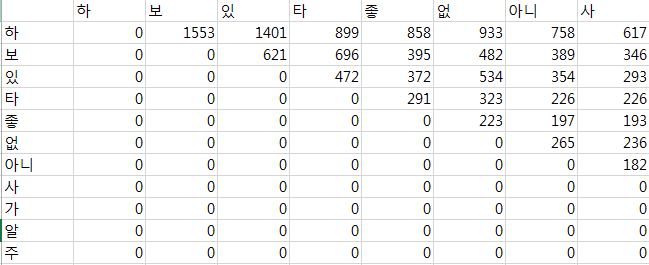 하 보 있 타 좋 없 아니 사
하 0 1553 1401 899 858 933 758 617
보 0 0 621 696 395 482 389 346
있 0 0 0 472 372 534 354 293
타 0 0 0 0 291 323 226 226
좋 0 0 0 0 0 223 197 193
없 0 0 0 0 0 0 265 236
아니 0 0 0 0 0 0 0 182
사 0 0 0 0 0 0 0 0
가 0 0 0 0 0 0 0 0
알 0 0 0 0 0 0 0 0
주 0 0 0 0 0 0 0 0